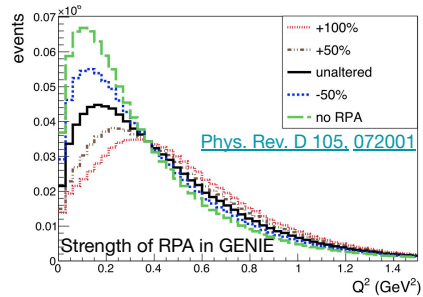 ×10⁶
events
0.07
0.06
0.05
0.04
0.03
0.02
0.01
0
+100%
+50%
unaltered
-50%
no RPA
Phys. Rev. D 105, 072001
Strength of RPA in GENIE
0 0.2 0.4 0.6 0.8 1 1.2 1.4
Q² (GeV²)